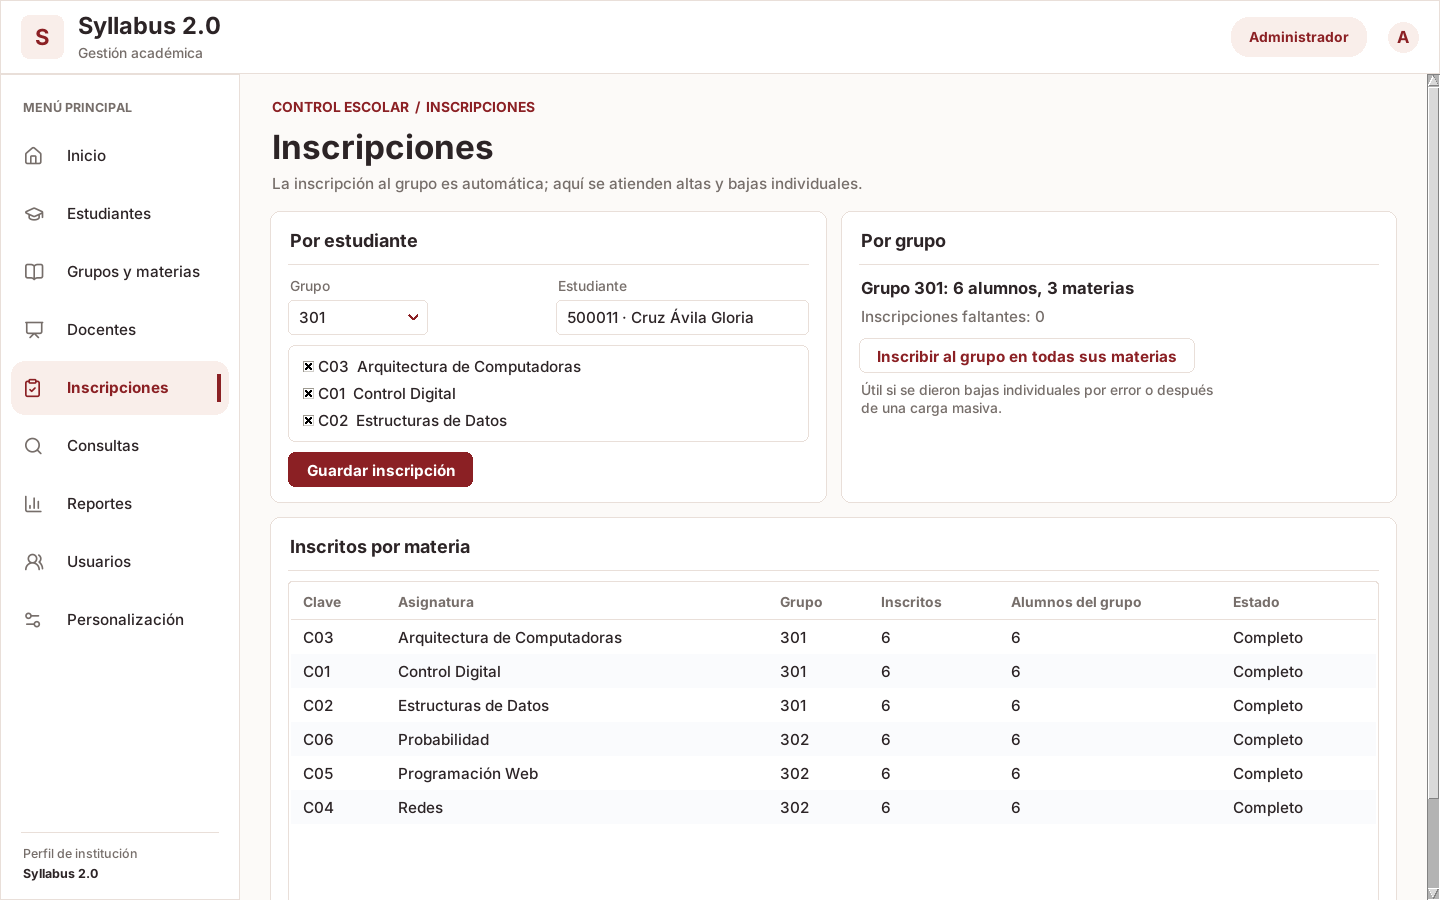 S
Syllabus 2.0
Gestión académica
Administrador
A
MENÚ PRINCIPAL
Inicio
Estudiantes
Grupos y materias
Docentes
Inscripciones
Consultas
Reportes
Usuarios
Personalización
Perfil de institución
Syllabus 2.0
CONTROL ESCOLAR / INSCRIPCIONES
Inscripciones
La inscripción al grupo es automática; aquí se atienden altas y bajas individuales.
Por estudiante
Grupo
Estudiante
301
500011 · Cruz Ávila Gloria
C03 Arquitectura de Computadoras
C01 Control Digital
C02 Estructuras de Datos
Guardar inscripción
Por grupo
Grupo 301: 6 alumnos, 3 materias
Inscripciones faltantes: 0
Inscribir al grupo en todas sus materias
Útil si se dieron bajas individuales por error o después
de una carga masiva.
Inscritos por materia
Clave Asignatura Grupo Inscritos Alumnos del grupo Estado
C03 Arquitectura de Computadoras 301 6 6 Completo
C01 Control Digital 301 6 6 Completo
C02 Estructuras de Datos 301 6 6 Completo
C06 Probabilidad 302 6 6 Completo
C05 Programación Web 302 6 6 Completo
C04 Redes 302 6 6 Completo